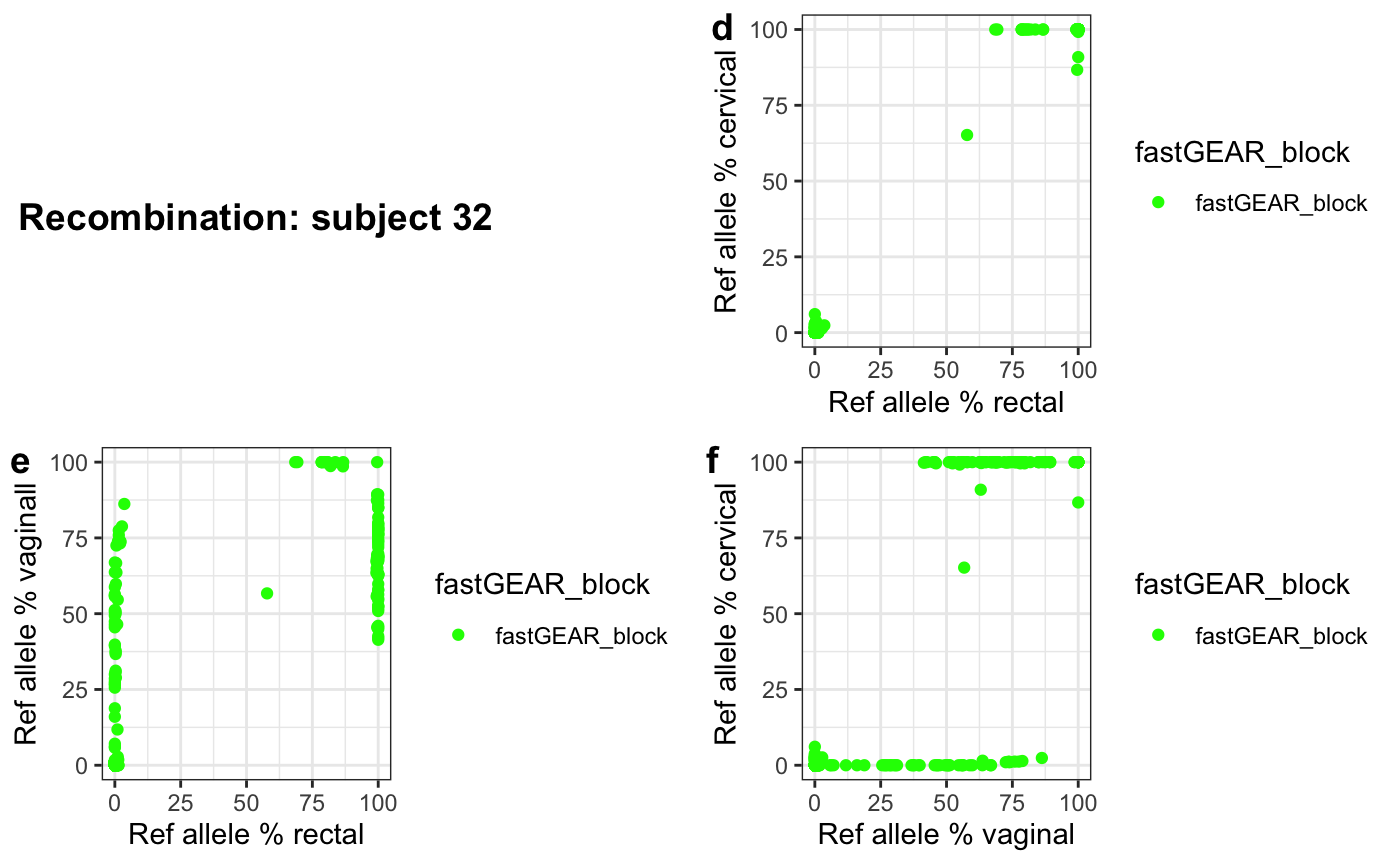 Recombination: subject 32
d
Ref allele % cervical
100
75
50
25
0
0 25 50 75 100
Ref allele % rectal
fastGEAR_block
fastGEAR_block
e
Ref allele % vaginall
100
75
50
25
0
0 25 50 75 100
Ref allele % rectal
fastGEAR_block
fastGEAR_block
f
Ref allele % cervical
100
75
50
25
0
0 25 50 75 100
Ref allele % vaginal
fastGEAR_block
fastGEAR_block